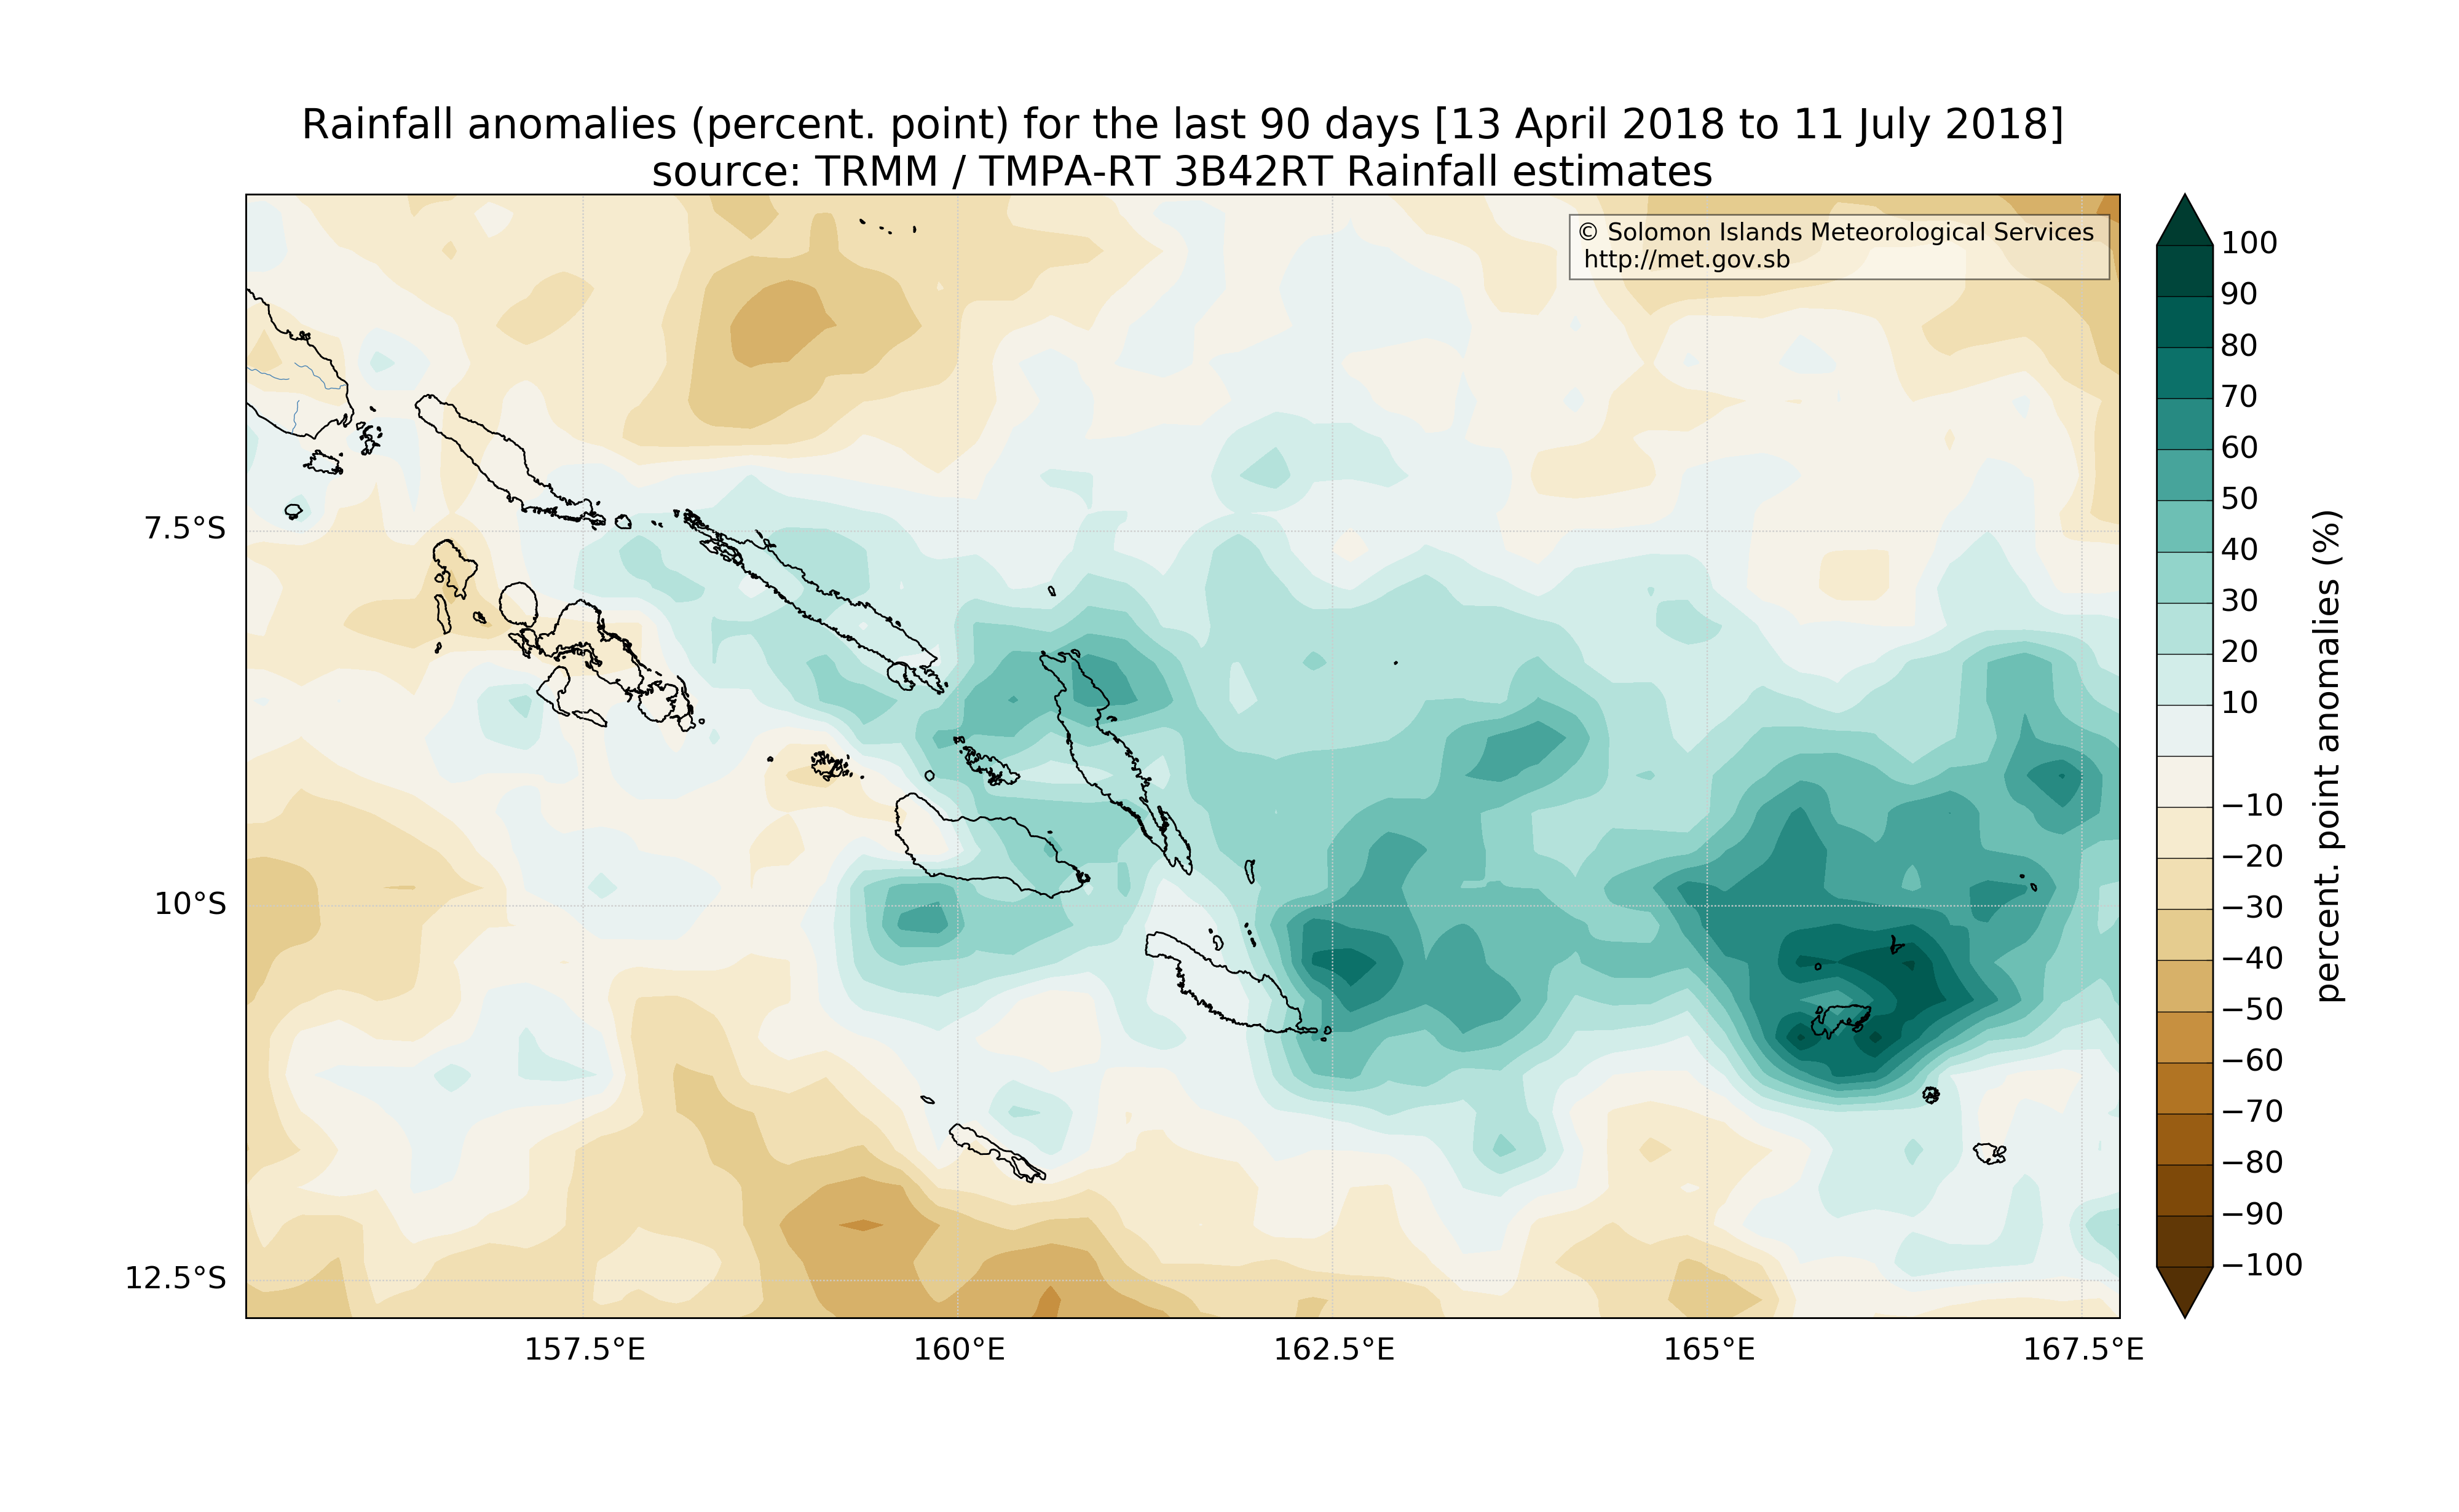 Rainfall anomalies (percent. point) for the last 90 days [13 April 2018 to 11 July 2018]
source: TRMM / TMPA-RT 3B42RT Rainfall estimates
© Solomon Islands Meteorological Services
http://met.gov.sb
7.5°S
10°S
12.5°S
157.5°E
160°E
162.5°E
165°E
167.5°E
100
90
80
70
60
50
40
30
20
10
−10
−20
−30
−40
−50
−60
−70
−80
−90
−100
percent. point anomalies (%)